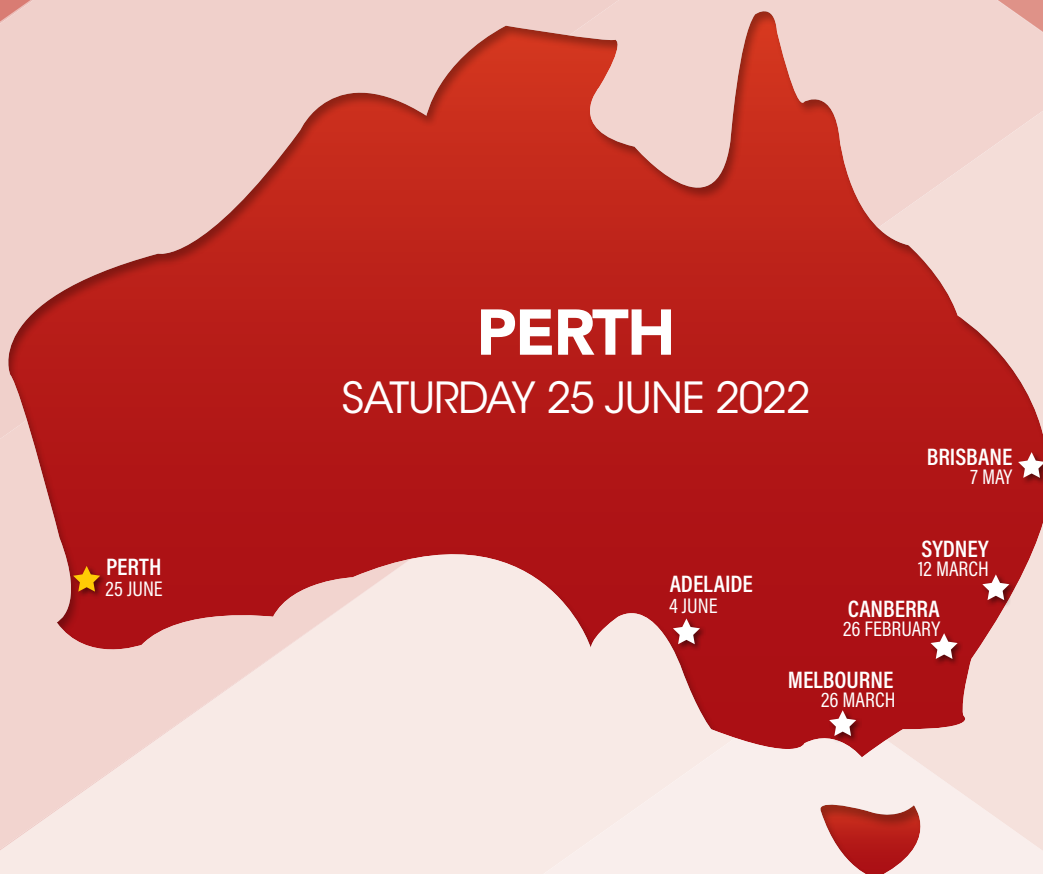 PERTH
SATURDAY 25 JUNE 2022
BRISBANE
7 MAY
SYDNEY
12 MARCH
PERTH
25 JUNE
ADELAIDE
4 JUNE
CANBERRA
26 FEBRUARY
MELBOURNE
26 MARCH